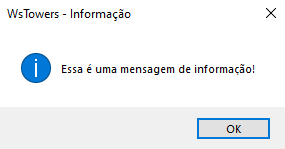 WsTowers - Informação
Essa é uma mensagem de informação!
OK